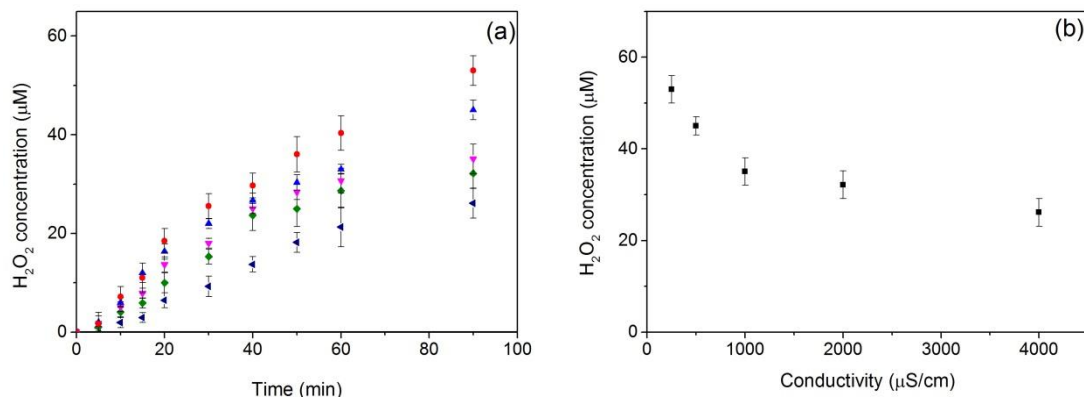 (a)
H₂O₂ concentration (μM)
60
40
20
0
0 20 40 60 80 100
Time (min)
(b)
H₂O₂ concentration (μM)
60
40
20
0
0 1000 2000 3000 4000
Conductivity (μS/cm)